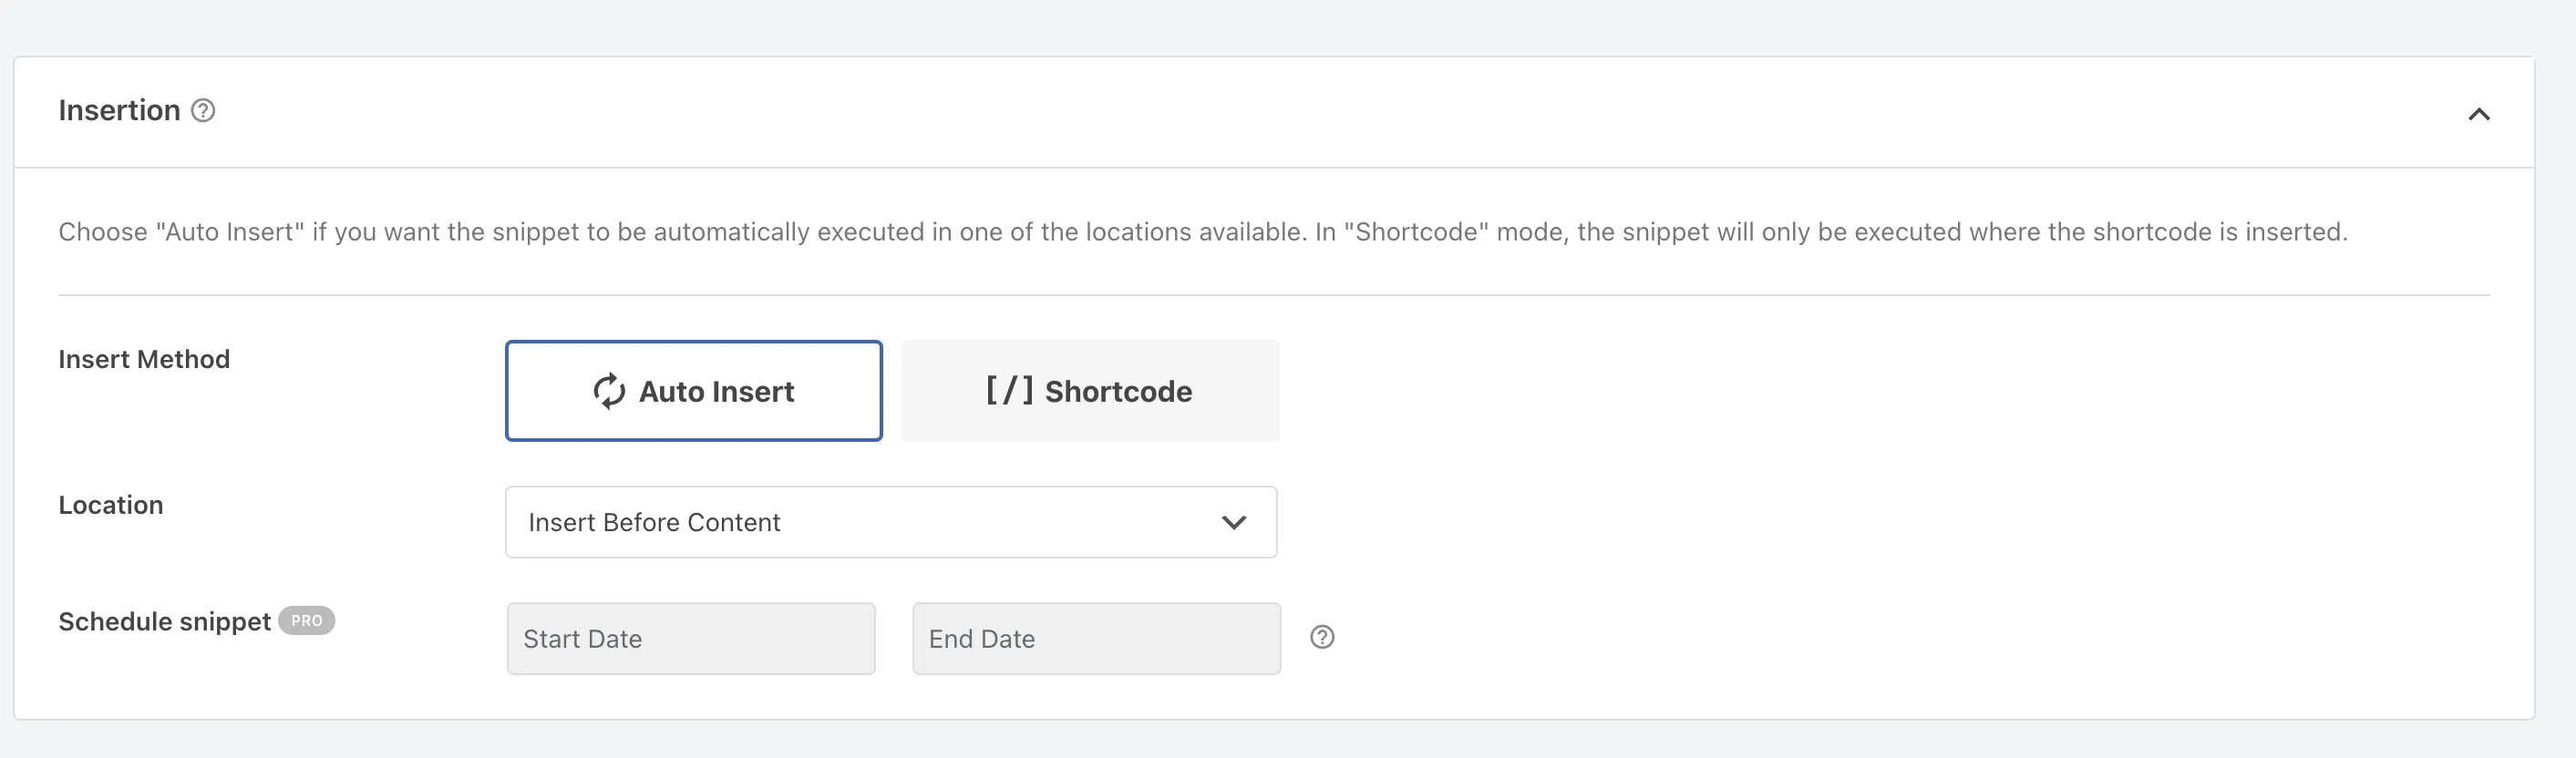 Insertion
Choose "Auto Insert" if you want the snippet to be automatically executed in one of the locations available. In "Shortcode" mode, the snippet will only be executed where the shortcode is inserted.
Insert Method
Auto Insert
[/] Shortcode
Location
Insert Before Content
Schedule snippet PRO
Start Date
End Date